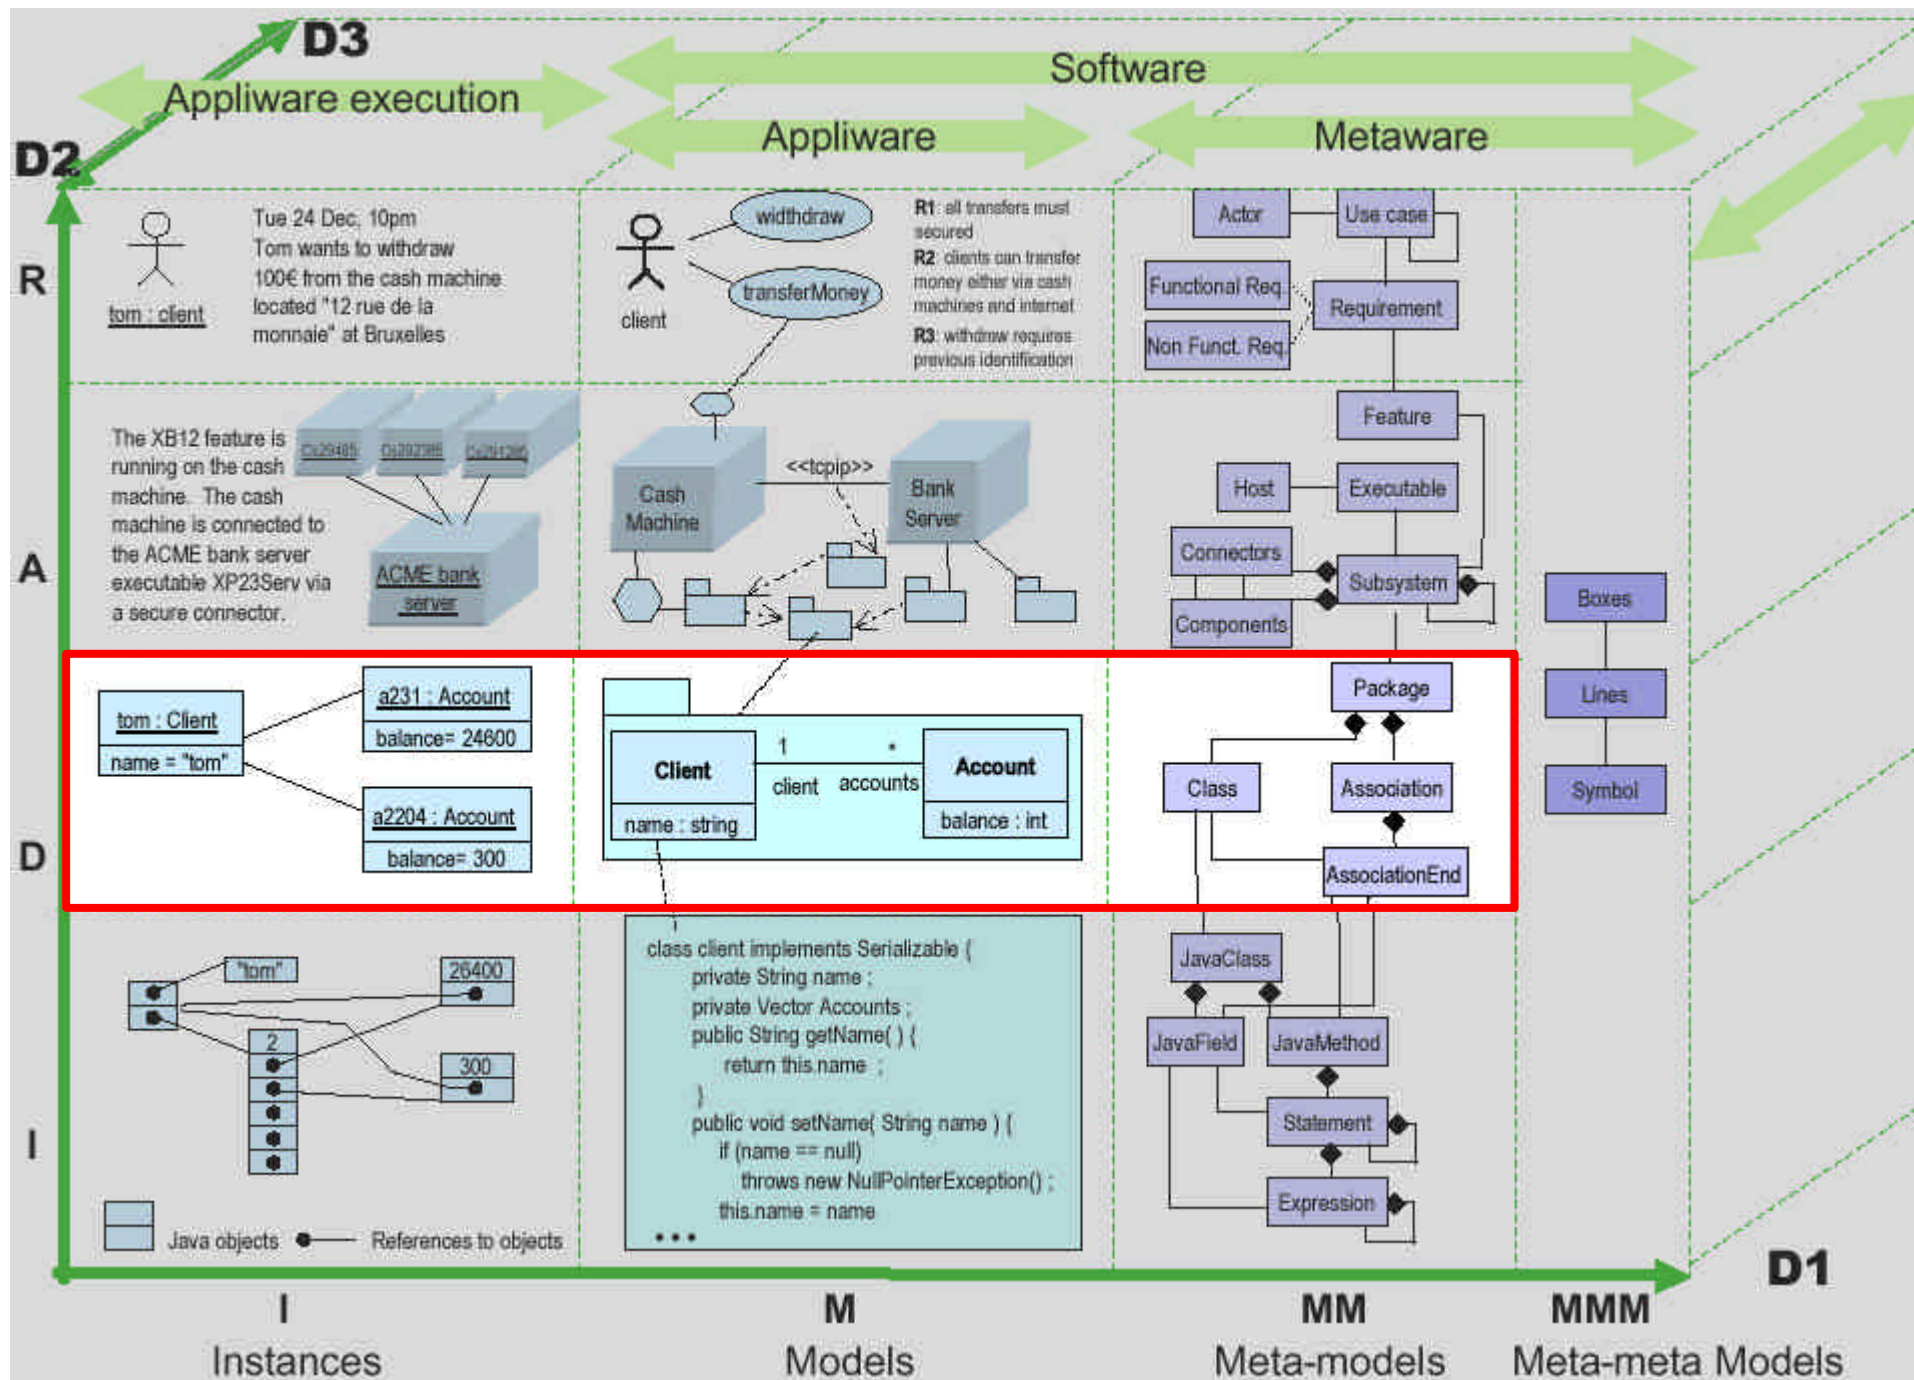 D3
Software
Appliware execution
Appliware
Metaware
D2
R
Tue 24 Dec, 10pm
Tom wants to withdraw
100€ from the cash machine
located "12 rue de la
monnaie" at Bruxelles
tom : client
widthdraw
transferMoney
client
R1: all transfers must
secured
R2: clients can transfer
money either via cash
machines and internet
R3: withdraw requires
previous identifiication
Actor
Use case
Functional Req.
Requirement
Non Funct. Req.
A
The XB12 feature is
running on the cash
machine. The cash
machine is connected to
the ACME bank server
executable XP23Serv via
a secure connector.
ACME bank
server
Cash
Machine
<<tcpip>>
Bank
Server
Feature
Host
Executable
Connectors
Subsystem
Components
Boxes
Lines
Symbol
D
tom : Client
name = "tom"
a231 : Account
balance= 24600
a2204 : Account
balance= 300
Client
name : string
1
*
client
accounts
Account
balance : int
Package
Class
Association
AssociationEnd
I
"tom"
26400
2
300
Java objects
References to objects
class client implements Serializable {
private String name ;
private Vector Accounts ;
public String getName( ) {
return this.name ;
}
public void setName( String name ) {
if (name == null)
throws new NullPointerException() ;
this.name = name
• • •
JavaClass
JavaField
JavaMethod
Statement
Expression
D1
I
M
MM
MMM
Instances
Models
Meta-models
Meta-meta Models